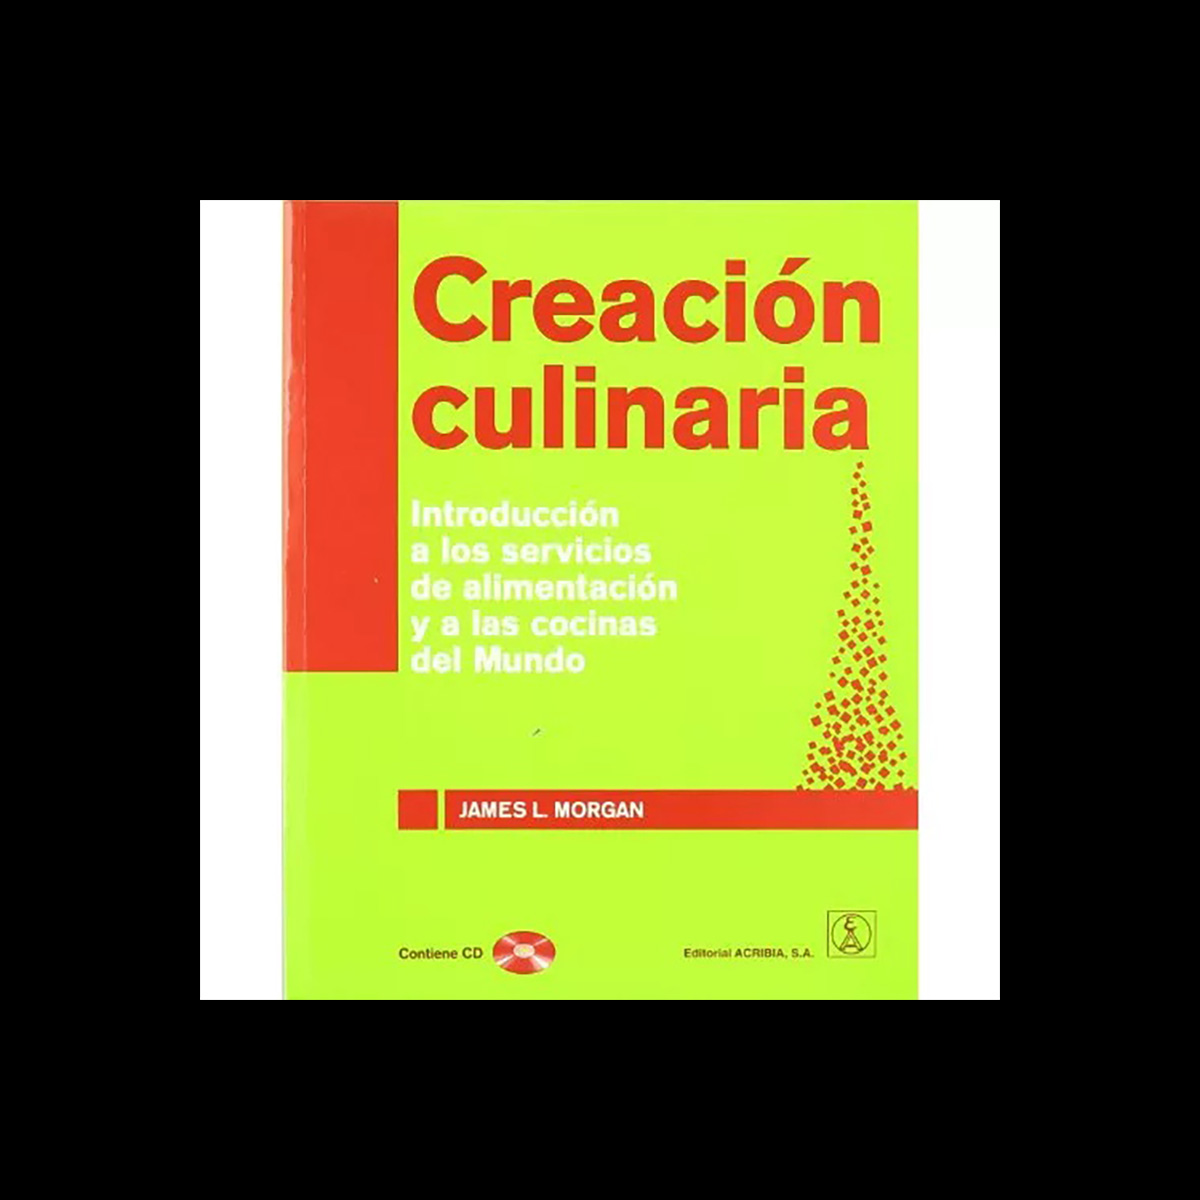 Creación
culinaria
Introducción
a los servicios
de alimentación
y a las cocinas
del Mundo
JAMES L. MORGAN
Contiene CD
Editorial ACRIBIA, S.A.